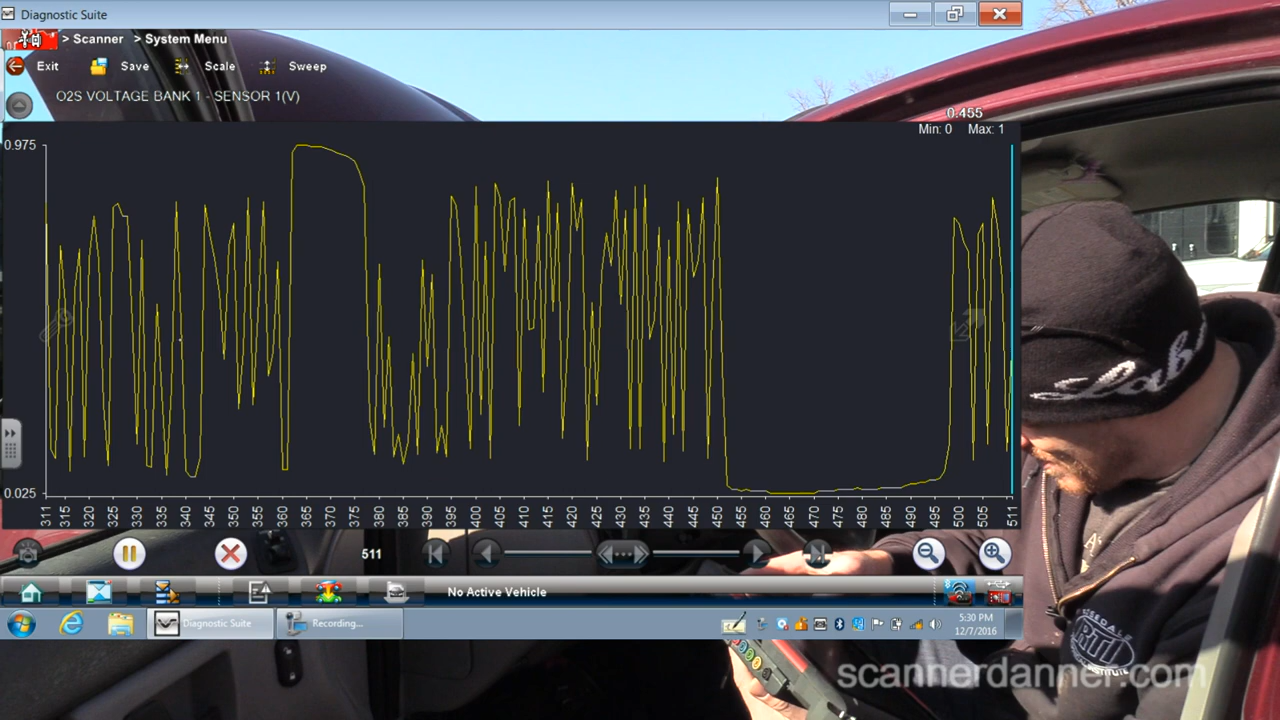 Diagnostic Suite
> Scanner > System Menu
Exit Save Scale Sweep
O2S VOLTAGE BANK 1 - SENSOR 1(V)
0.455
Min: 0 Max: 1
0.975
0.025
311 315 320 325 330 335 340 345 350 355 360 365 370 375 380 385 390 395 400 405 410 415 420 425 430 435 440 445 450 455 460 465 470 475 480 485 490 495 500 505 511
511
No Active Vehicle
Diagnostic Suite
Recording...
5:30 PM
12/7/2016
scannerdanner.com